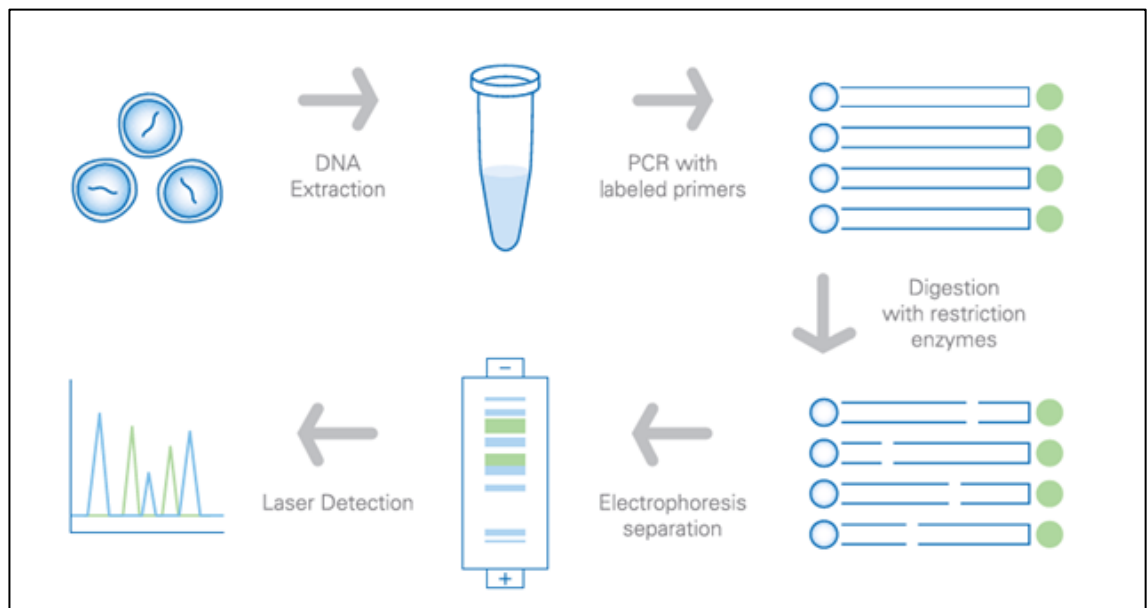 DNA
Extraction
PCR with
labeled primers
Digestion
with restriction
enzymes
Electrophoresis
separation
−
+
Laser Detection